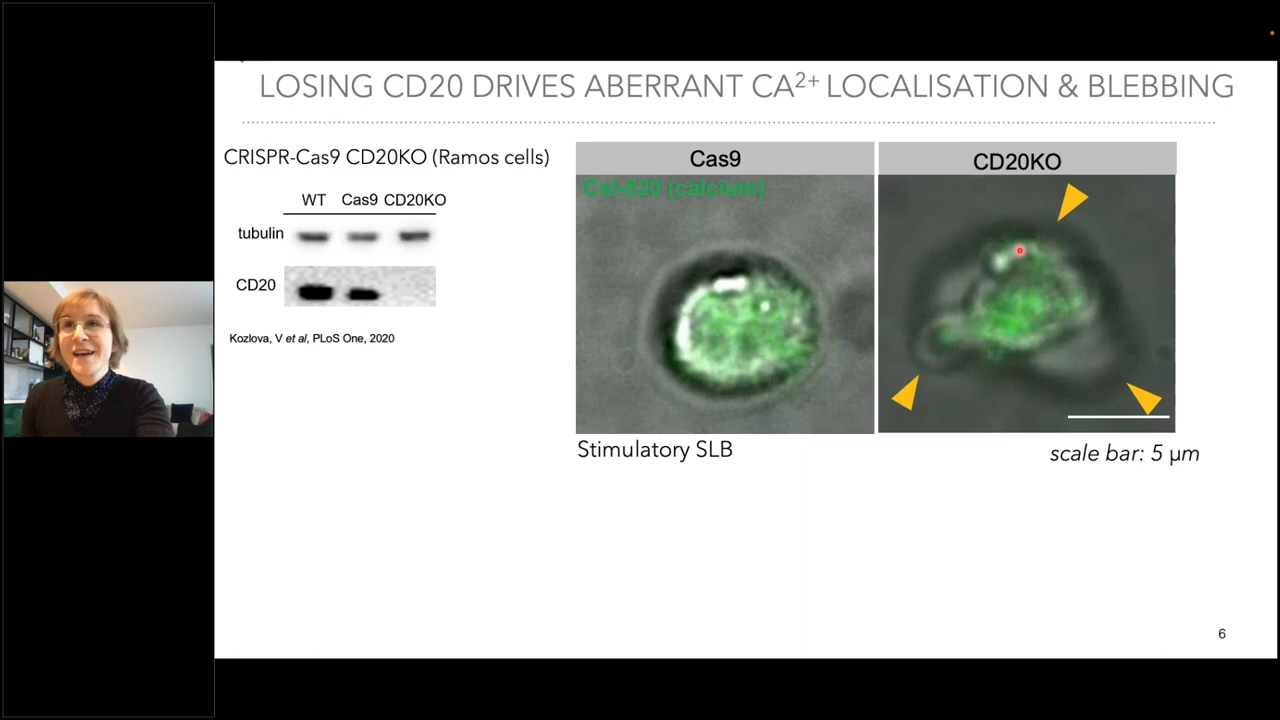 LOSING CD20 DRIVES ABERRANT CA2+ LOCALISATION & BLEBBING
CRISPR-Cas9 CD20KO (Ramos cells)
WT Cas9 CD20KO
tubulin
CD20
Kozlova, V et al, PLoS One, 2020
Cas9
CD20KO
Cal-520 (calcium)
Stimulatory SLB
scale bar: 5 μm
6